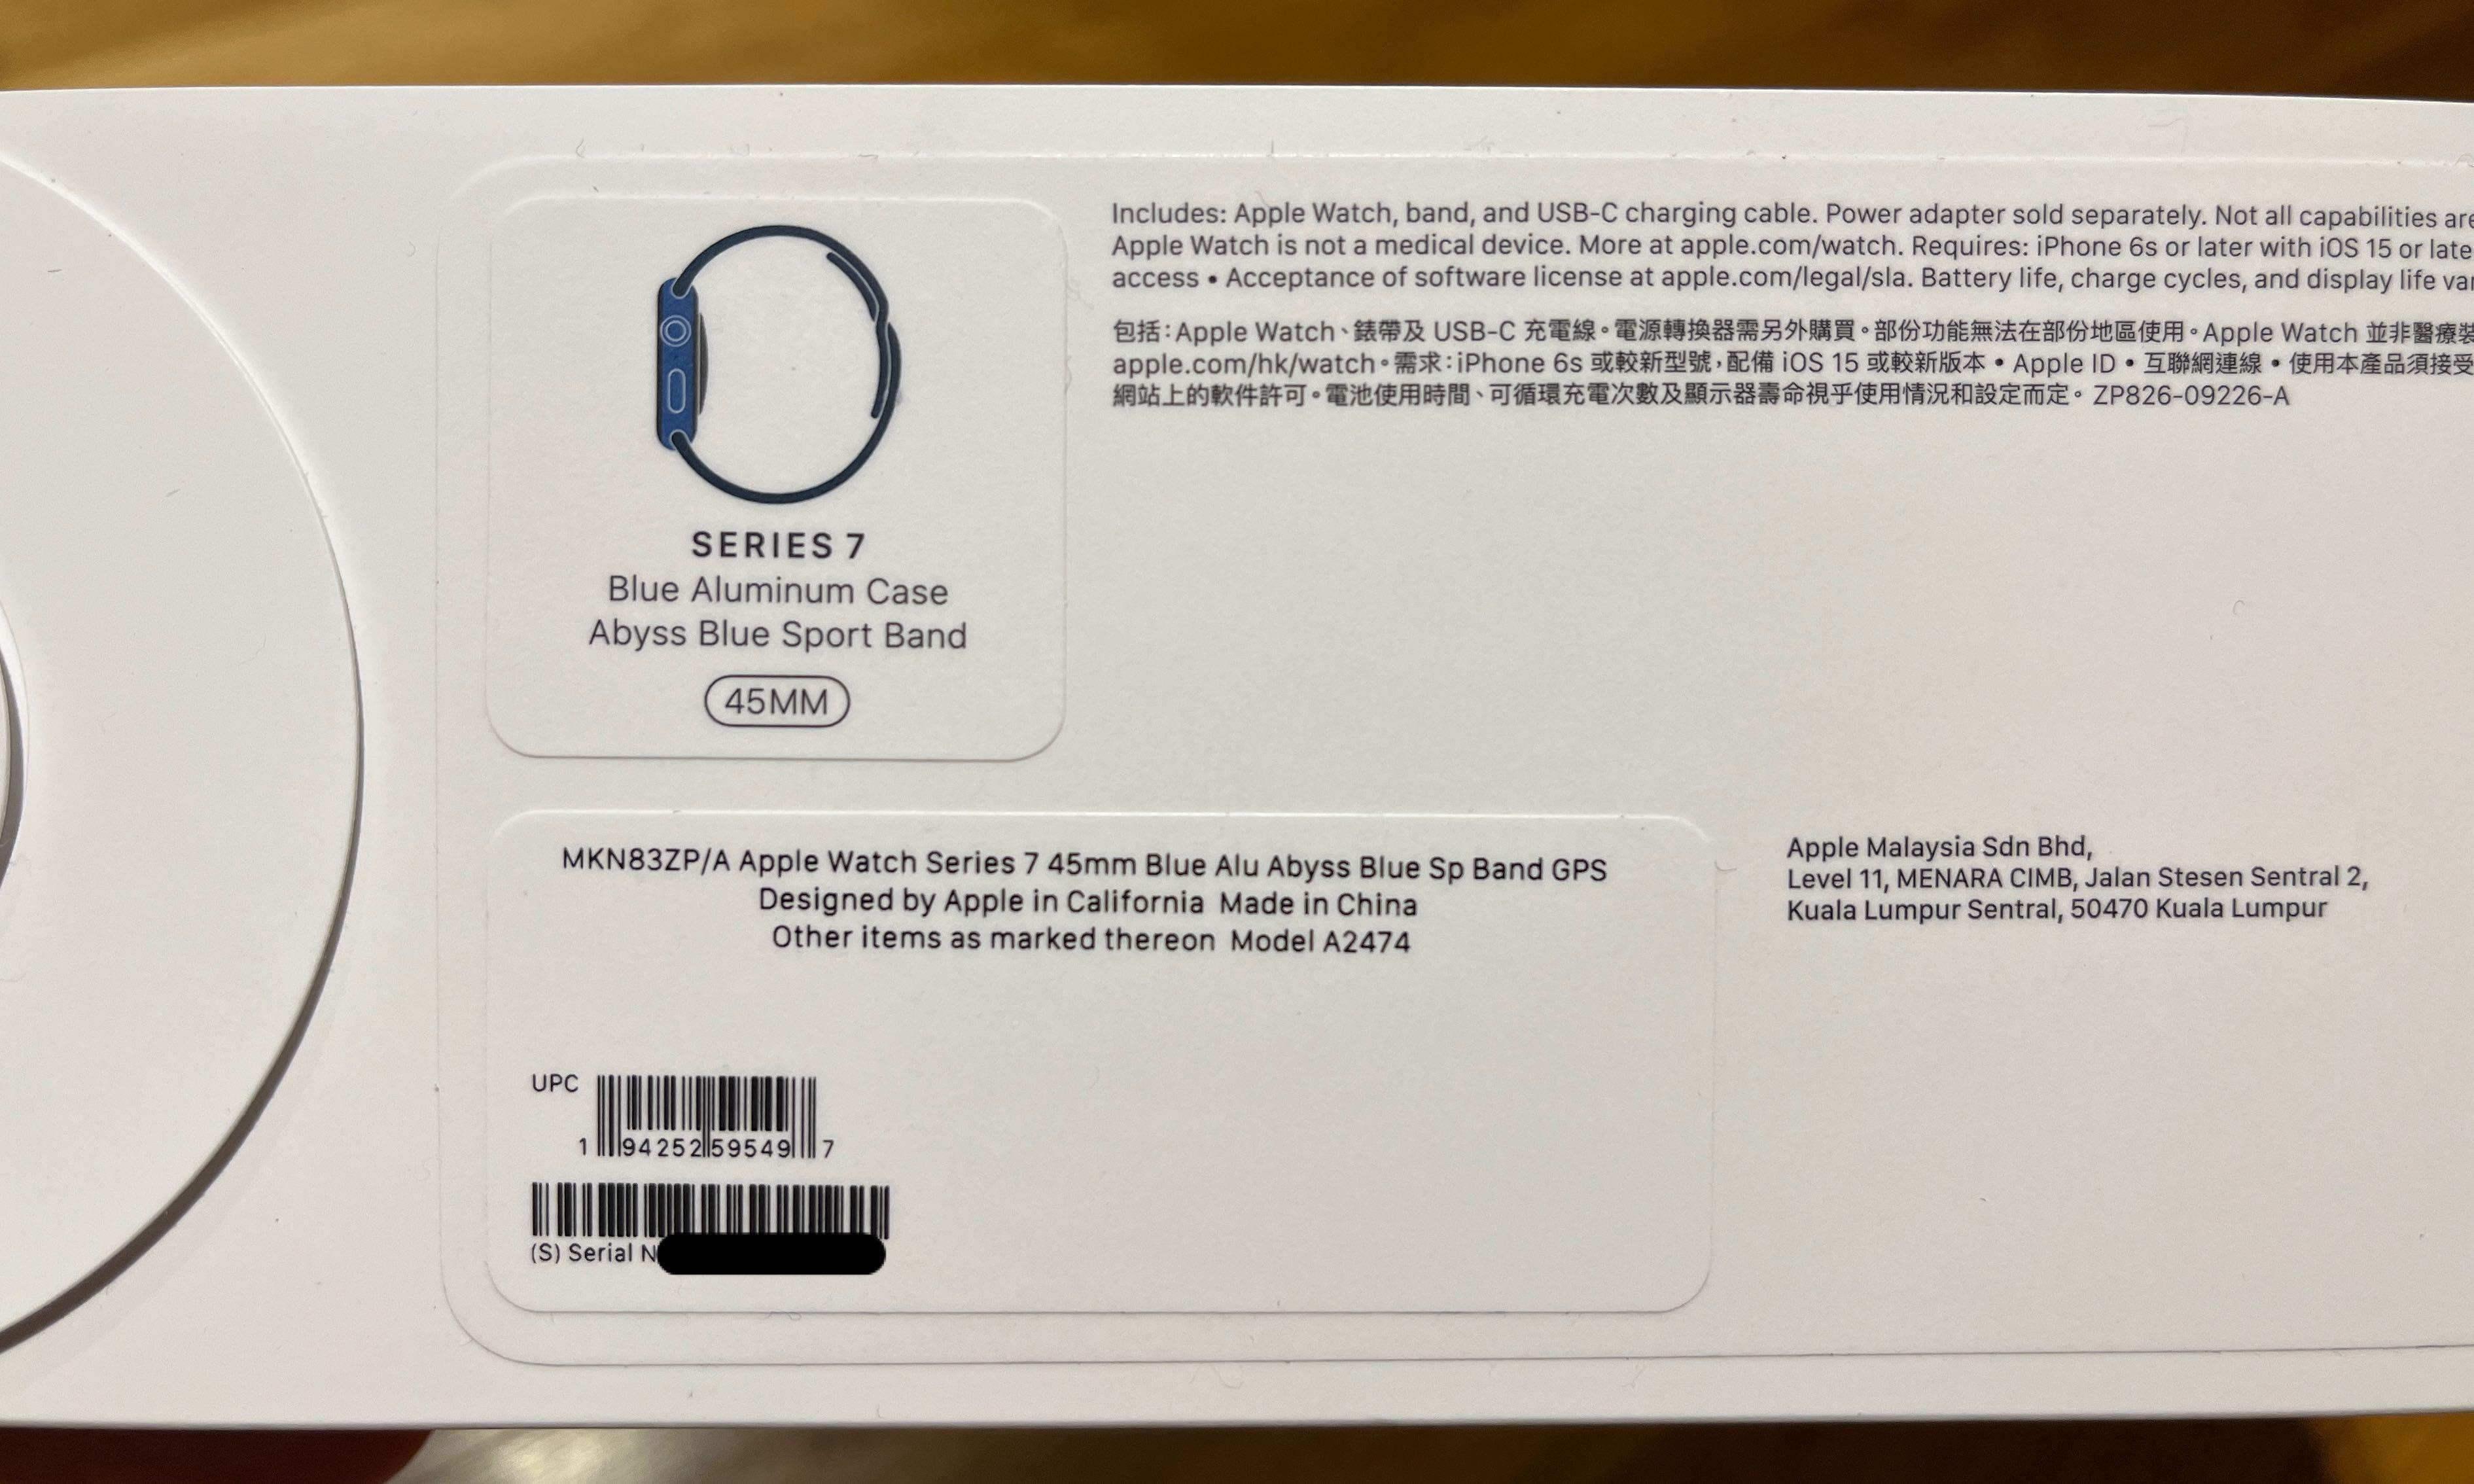 Includes: Apple Watch, band, and USB-C charging cable. Power adapter sold separately. Not all capabilities are
Apple Watch is not a medical device. More at apple.com/watch. Requires: iPhone 6s or later with iOS 15 or late
access • Acceptance of software license at apple.com/legal/sla. Battery life, charge cycles, and display life var
包括：Apple Watch、錶帶及 USB-C 充電線。電源轉換器需另外購買。部份功能無法在部份地區使用。Apple Watch 並非醫療裝
apple.com/hk/watch。需求：iPhone 6s 或較新型號，配備 iOS 15 或較新版本 • Apple ID • 互聯網連線 • 使用本產品須接受
網站上的軟件許可。電池使用時間、可循環充電次數及顯示器壽命視乎使用情況和設定而定。 ZP826-09226-A
SERIES 7
Blue Aluminum Case
Abyss Blue Sport Band
45MM
MKN83ZP/A Apple Watch Series 7 45mm Blue Alu Abyss Blue Sp Band GPS
Designed by Apple in California Made in China
Other items as marked thereon Model A2474
Apple Malaysia Sdn Bhd,
Level 11, MENARA CIMB, Jalan Stesen Sentral 2,
Kuala Lumpur Sentral, 50470 Kuala Lumpur
UPC
1 94252 59549 7
(S) Serial N